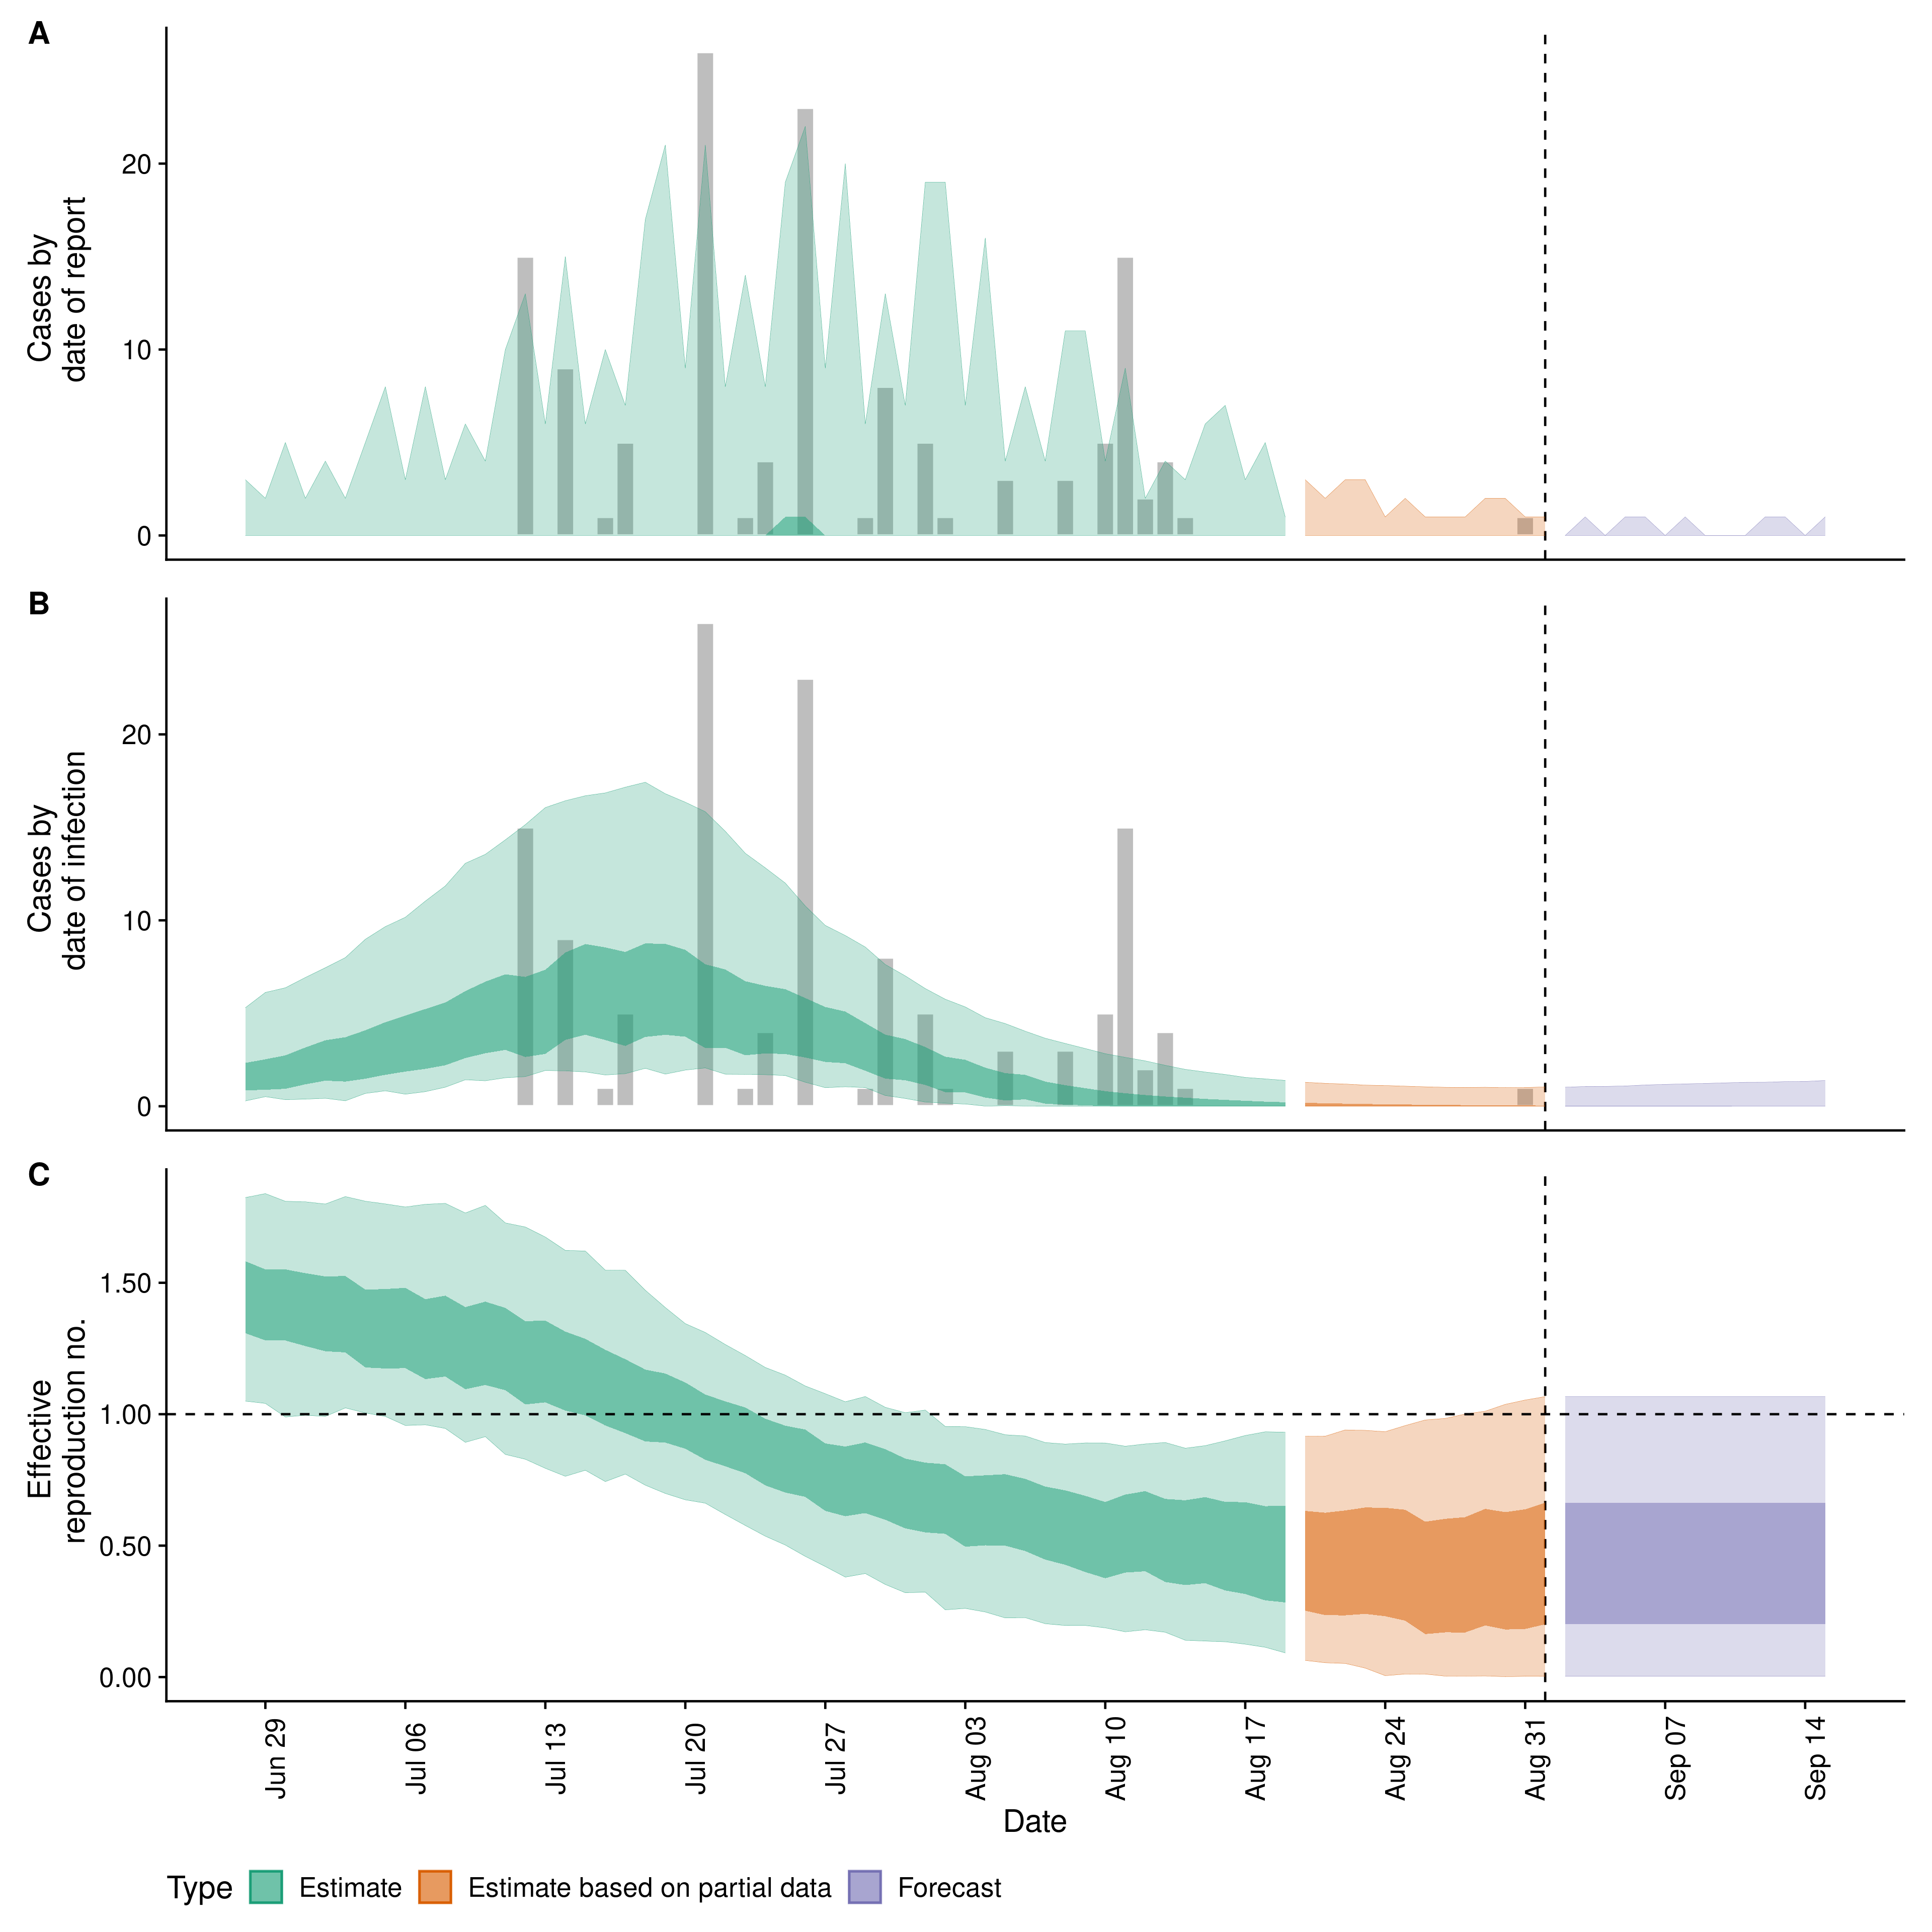 A
Cases by
date of report
20
10
0
B
Cases by
date of infection
20
10
0
C
Effective
reproduction no.
1.50
1.00
0.50
0.00
Jun 29
Jul 06
Jul 13
Jul 20
Jul 27
Aug 03
Aug 10
Aug 17
Aug 24
Aug 31
Sep 07
Sep 14
Date
Type Estimate Estimate based on partial data Forecast